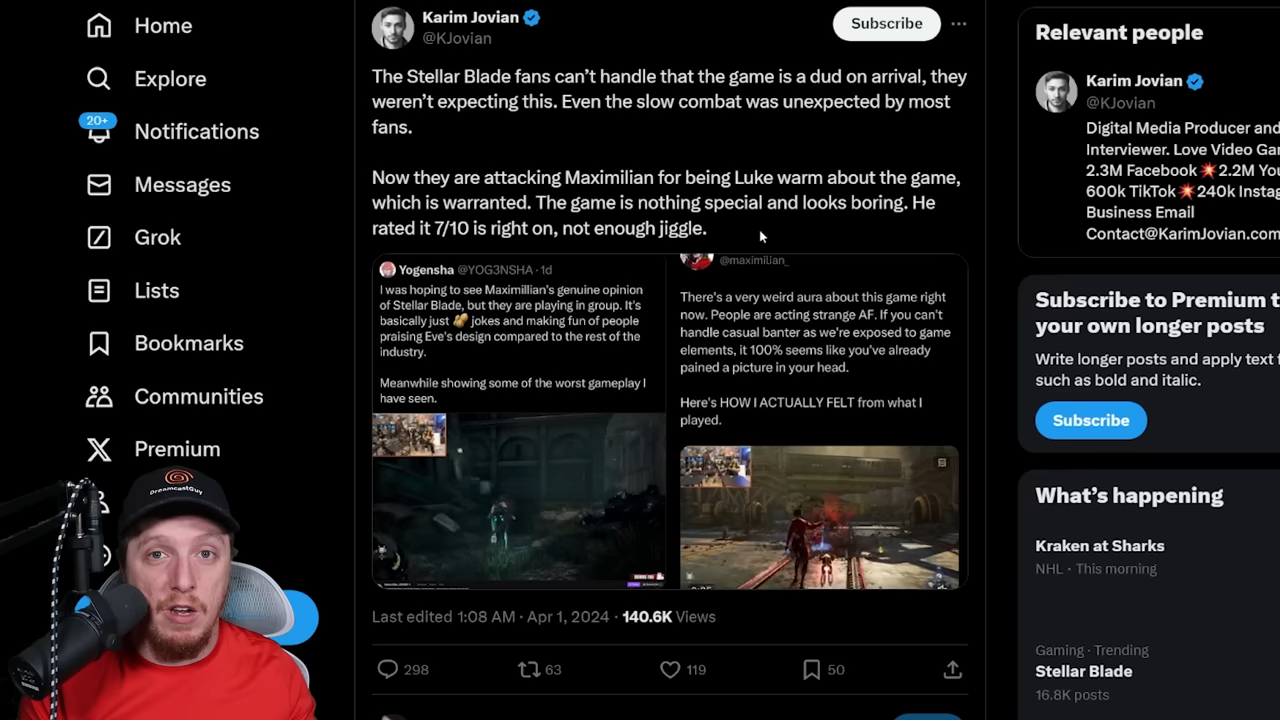 Home
Explore
20+
Notifications
Messages
Grok
Lists
Bookmarks
Communities
Premium
DreamcastGuy
Karim Jovian
@KJovian
Subscribe
The Stellar Blade fans can’t handle that the game is a dud on arrival, they
weren’t expecting this. Even the slow combat was unexpected by most
fans.
Now they are attacking Maximilian for being Luke warm about the game,
which is warranted. The game is nothing special and looks boring. He
rated it 7/10 is right on, not enough jiggle.
Yogensha @YOG3NSHA · 1d
I was hoping to see Maximillian's genuine opinion
of Stellar Blade, but they are playing in group. It's
basically just 🥜 jokes and making fun of people
praising Eve's design compared to the rest of the
industry.
Meanwhile showing some of the worst gameplay I
have seen.
@maximilian_
There's a very weird aura about this game right
now. People are acting strange AF. If you can't
handle casual banter as we're exposed to game
elements, it 100% seems like you've already
pained a picture in your head.
Here's HOW I ACTUALLY FELT from what I
played.
Last edited 1:08 AM · Apr 1, 2024 · 140.6K Views
298
63
119
50
Relevant people
Karim Jovian
@KJovian
Digital Media Producer and
Interviewer. Love Video Gar
2.3M Facebook 💥 2.2M You
600k TikTok 💥 240k Instag
Business Email
Contact@KarimJovian.com
Subscribe to Premium t
your own longer posts
Write longer posts and apply text f
such as bold and italic.
Subscribe
What’s happening
Kraken at Sharks
NHL · This morning
Gaming · Trending
Stellar Blade
16.8K posts